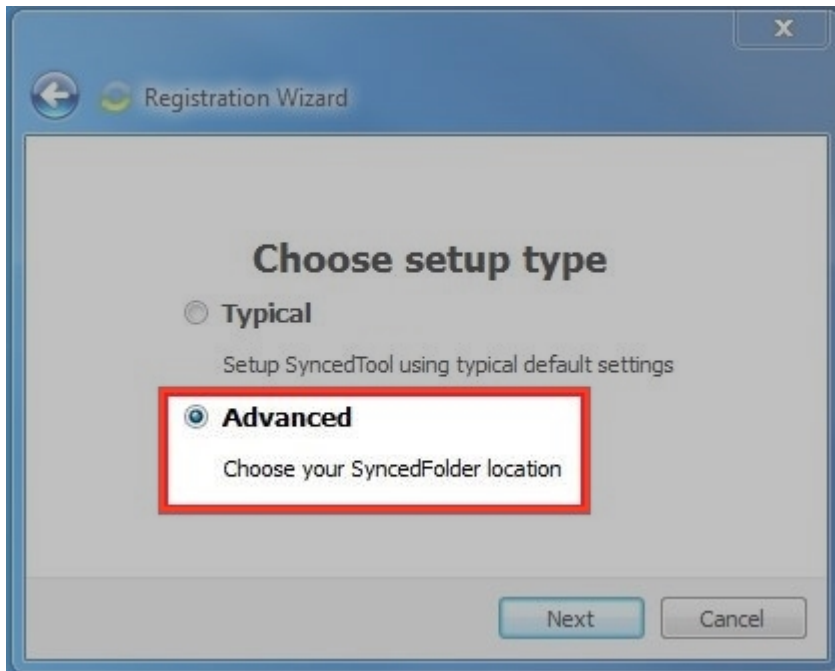 Registration Wizard
Choose setup type
Typical
Setup SyncedTool using typical default settings
Advanced
Choose your SyncedFolder location
Next Cancel